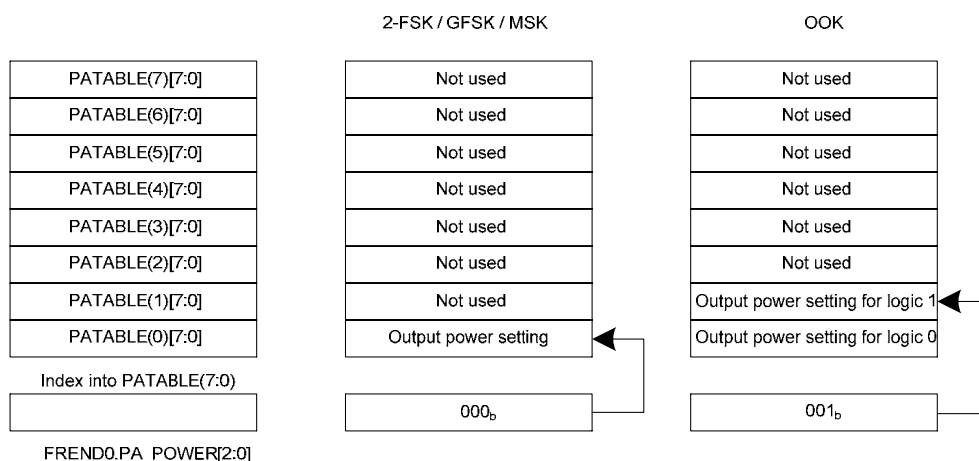 2-FSK / GFSK / MSK OOK
PATABLE(7)[7:0] Not used Not used
PATABLE(6)[7:0] Not used Not used
PATABLE(5)[7:0] Not used Not used
PATABLE(4)[7:0] Not used Not used
PATABLE(3)[7:0] Not used Not used
PATABLE(2)[7:0] Not used Not used
PATABLE(1)[7:0] Not used Output power setting for logic 1
PATABLE(0)[7:0] Output power setting Output power setting for logic 0
Index into PATABLE(7:0)
000b 001b
FREND0.PA_POWER[2:0]